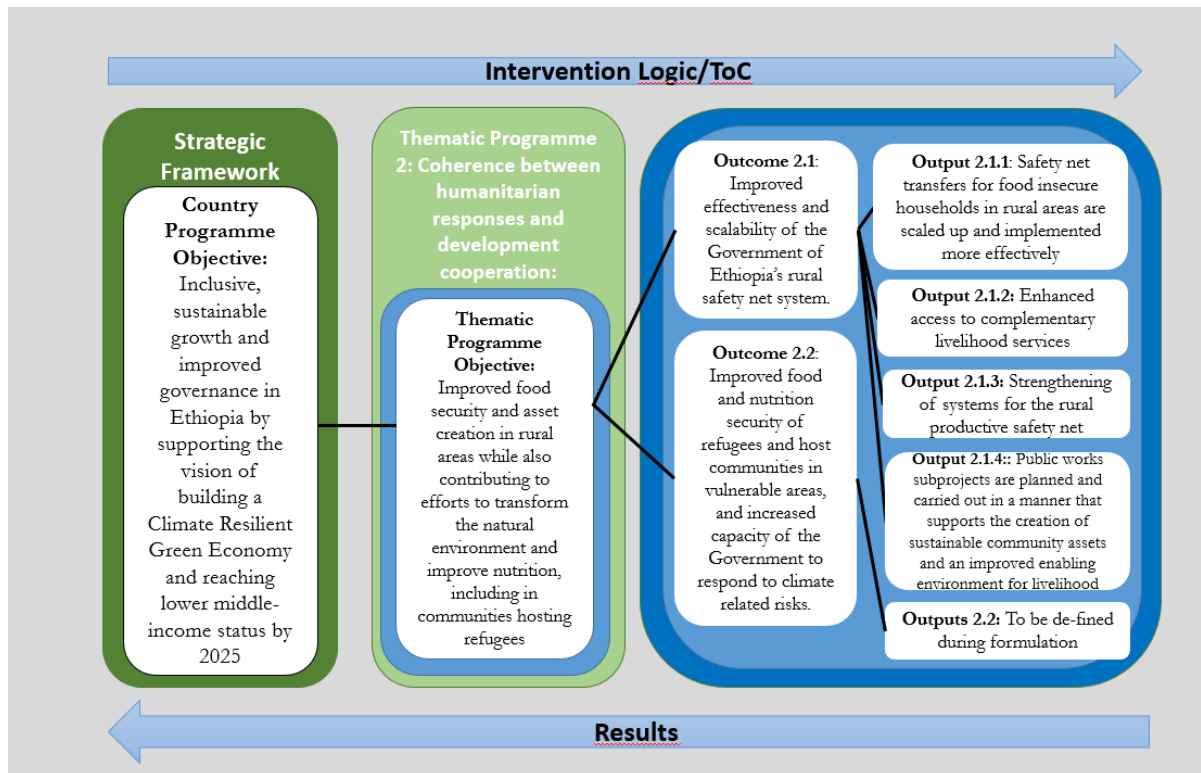 Intervention Logic/ToC
Strategic
Framework
Country
Programme
Objective:
Inclusive,
sustainable
growth and
improved
governance in
Ethiopia by
supporting the
vision of
building a
Climate Resilient
Green Economy
and reaching
lower middle-
income status by
2025
Thematic Programme
2: Coherence between
humanitarian
responses and
development
cooperation:
Thematic
Programme
Objective:
Improved food
security and asset
creation in rural
areas while also
contributing to
efforts to transform
the natural
environment and
improve nutrition,
including in
communities hosting
refugees
Outcome 2.1:
Improved
effectiveness and
scalability of the
Government of
Ethiopia's rural
safety net system.
Outcome 2.2:
Improved food
and nutrition
security of
refugees and host
communities in
vulnerable areas,
and increased
capacity of the
Government to
respond to climate
related risks.
Output 2.1.1: Safety net
transfers for food insecure
households in rural areas are
scaled up and implemented
more effectively
Output 2.1.2: Enhanced
access to complementary
livelihood services
Output 2.1.3: Strengthening
of systems for the rural
productive safety net
Output 2.1.4:: Public works
subprojects are planned and
carried out in a manner that
supports the creation of
sustainable community assets
and an improved enabling
environment for livelihood
Outputs 2.2: To be de-fined
during formulation
Results